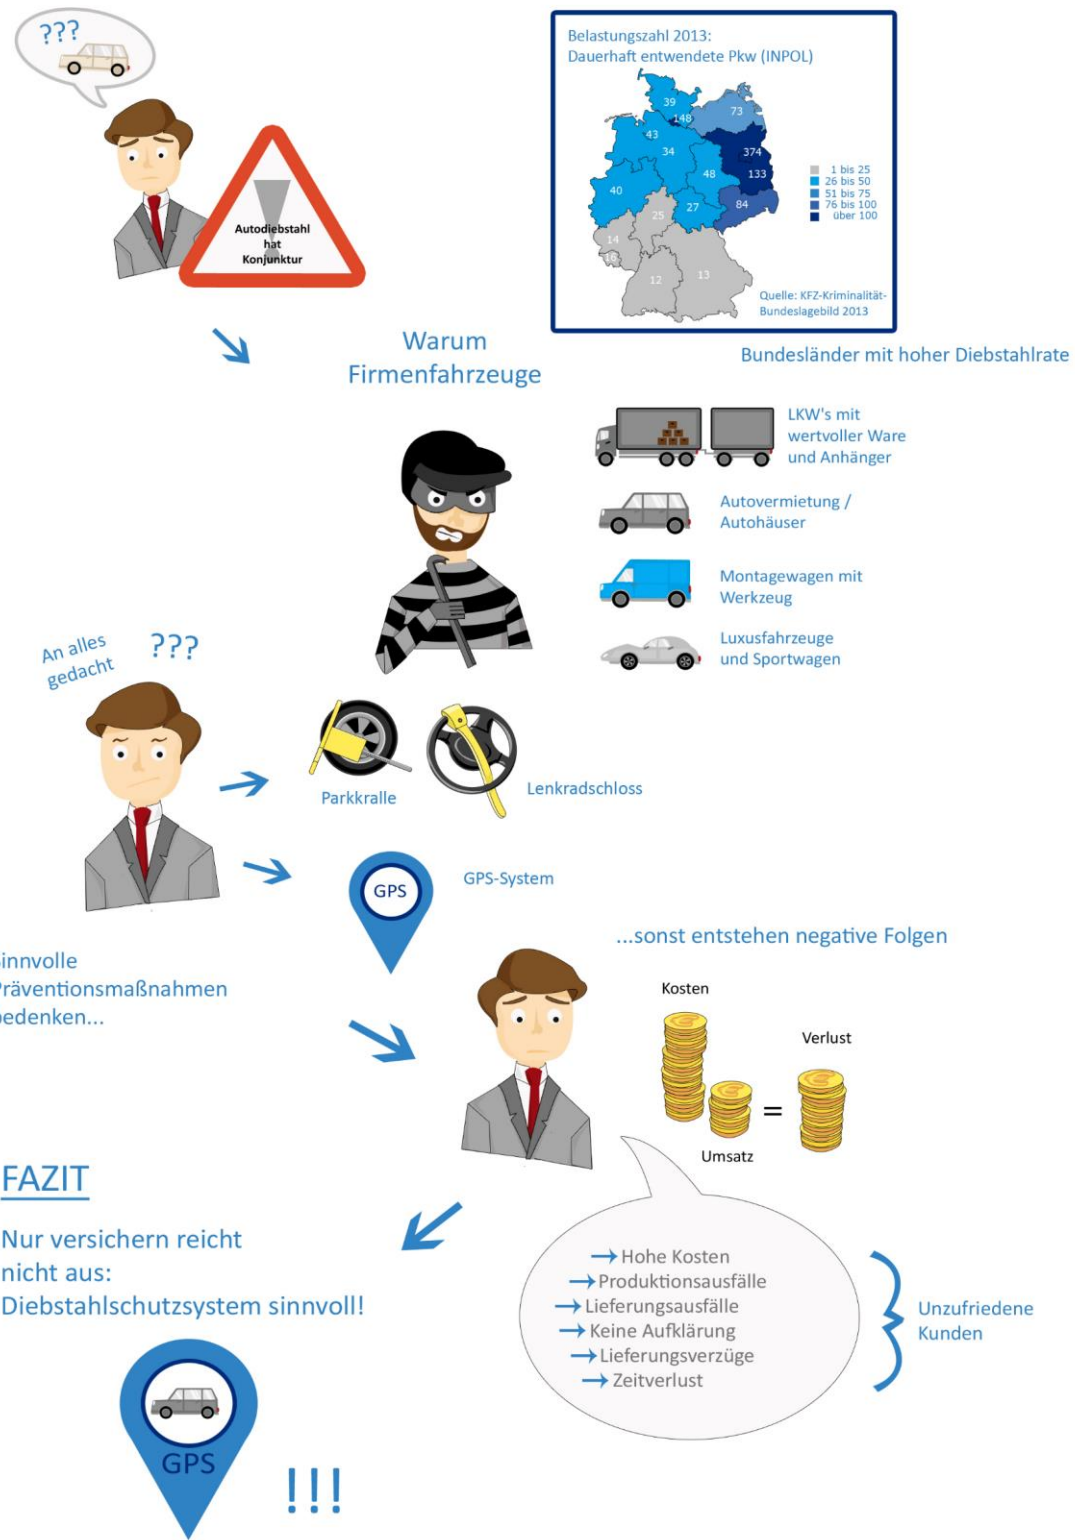 ???
Autodiebstahl
hat
Konjunktur
Belastungszahl 2013:
Dauerhaft entwendete Pkw (INPOL)
39
148
73
43
34
374
133
48
40
84
27
25
14
16
12
13
1 bis 25
26 bis 50
51 bis 75
76 bis 100
über 100
Quelle: KFZ-Kriminalität-
Bundeslagebild 2013
Bundesländer mit hoher Diebstahlrate
Warum
Firmenfahrzeuge
LKW's mit
wertvoller Ware
und Anhänger
Autovermietung /
Autohäuser
Montagewagen mit
Werkzeug
Luxusfahrzeuge
und Sportwagen
An alles
gedacht
???
Parkkralle
Lenkradschloss
GPS
GPS-System
innvolle
Präventionsmaßnahmen
bedenken...
...sonst entstehen negative Folgen
Kosten
Verlust
=
Umsatz
→ Hohe Kosten
→ Produktionsausfälle
→ Lieferungsausfälle
→ Keine Aufklärung
→ Lieferungsverzüge
→ Zeitverlust
Unzufriedene
Kunden
FAZIT
Nur versichern reicht
nicht aus:
Diebstahlschutzsystem sinnvoll!
GPS
!!!